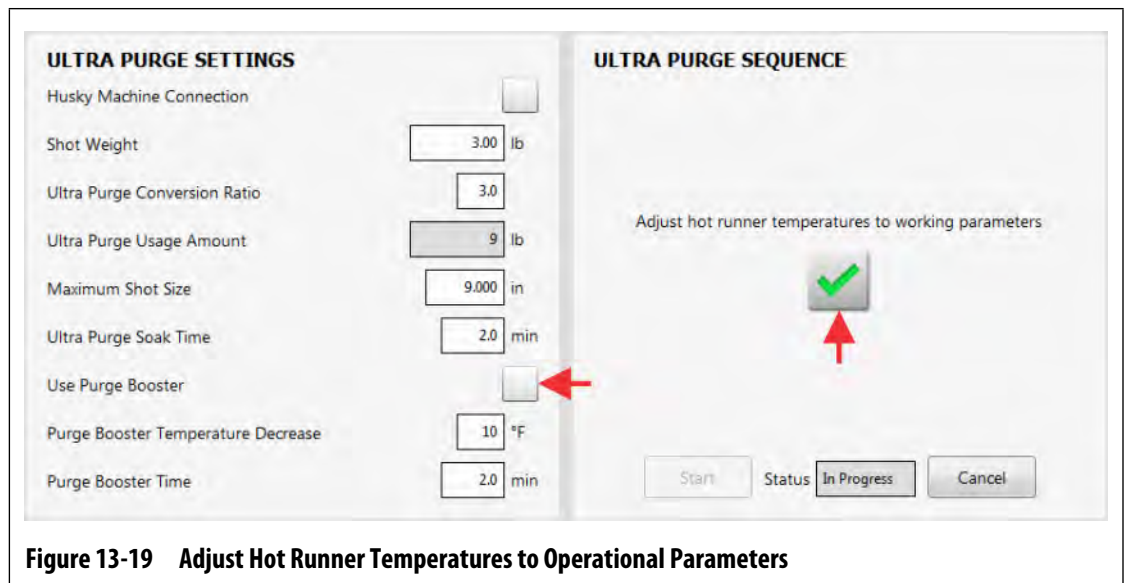 ULTRA PURGE SETTINGS
Husky Machine Connection
Shot Weight 3.00 lb
Ultra Purge Conversion Ratio 3.0
Ultra Purge Usage Amount 9 lb
Maximum Shot Size 9.000 in
Ultra Purge Soak Time 2.0 min
Use Purge Booster
Purge Booster Temperature Decrease 10 °F
Purge Booster Time 2.0 min
ULTRA PURGE SEQUENCE
Adjust hot runner temperatures to working parameters
Start Status In Progress Cancel
Figure 13-19 Adjust Hot Runner Temperatures to Operational Parameters